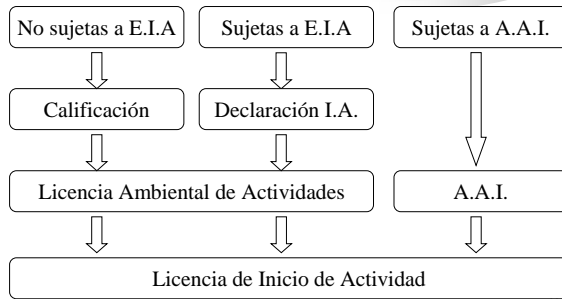 No sujetas a E.I.A
Sujetas a E.I.A
Sujetas a A.A.I.
Calificación
Declaración I.A.
Licencia Ambiental de Actividades
A.A.I.
Licencia de Inicio de Actividad